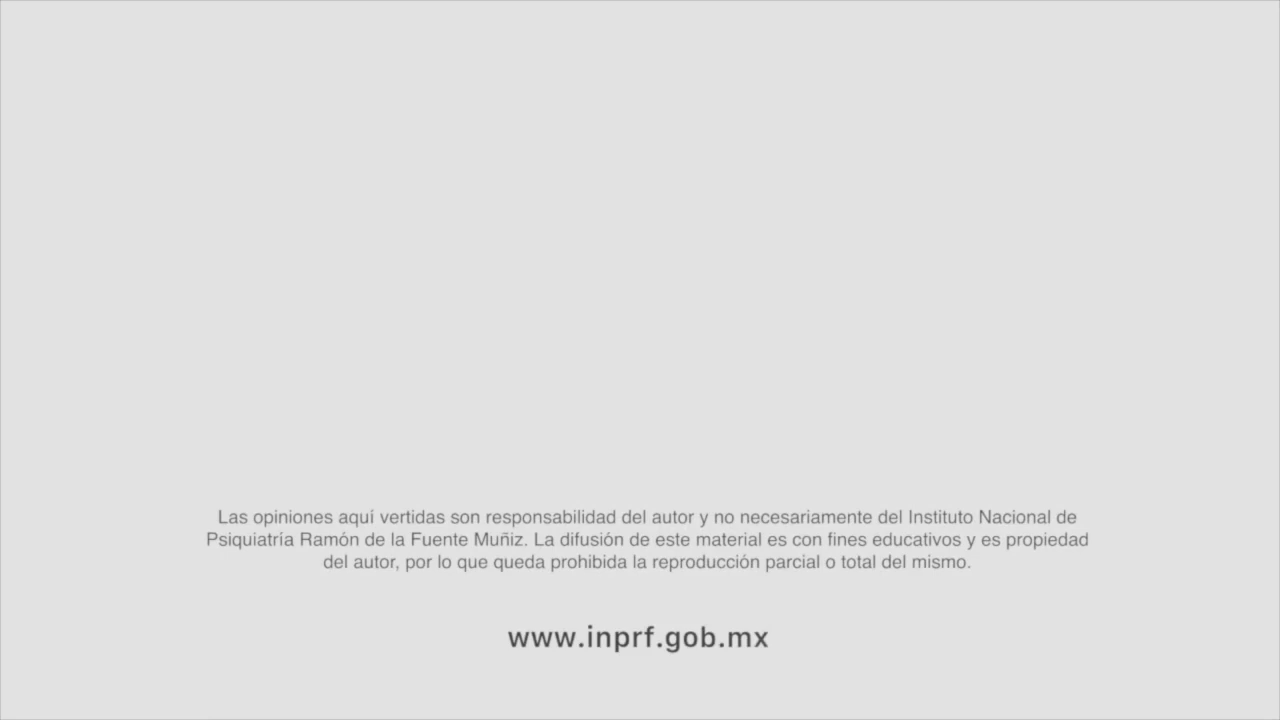 Las opiniones aquí vertidas son responsabilidad del autor y no necesariamente del Instituto Nacional de
Psiquiatría Ramón de la Fuente Muñiz. La difusión de este material es con fines educativos y es propiedad
del autor, por lo que queda prohibida la reproducción parcial o total del mismo.
www.inprf.gob.mx